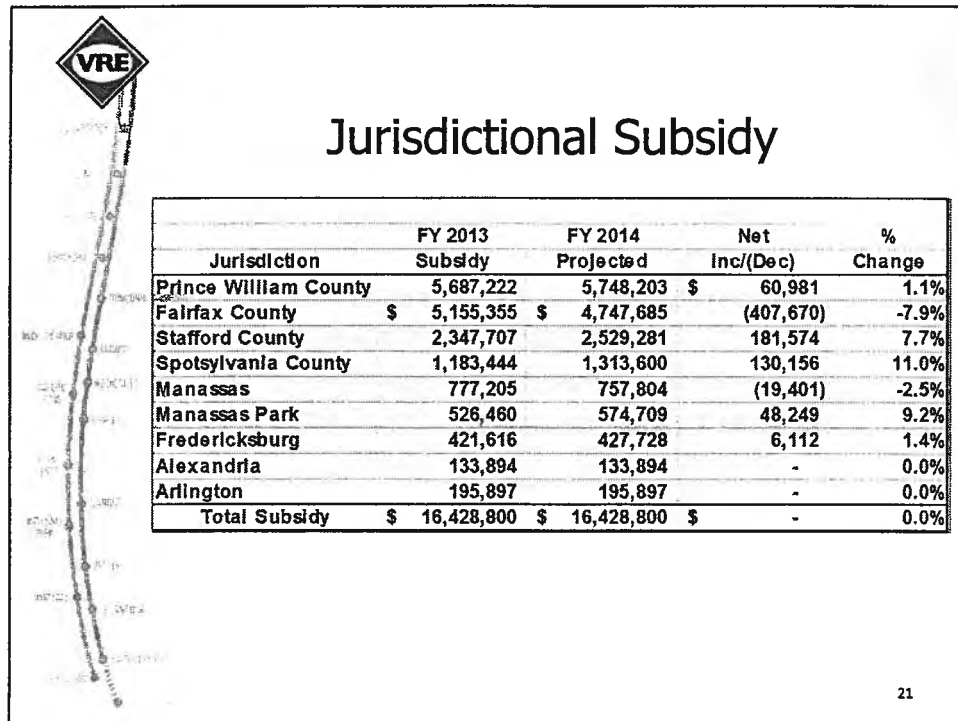 VRE
Jurisdictional Subsidy
FY 2013 FY 2014 Net %
Jurisdiction Subsidy Projected Inc/(Dec) Change
Prince William County 5,687,222 5,748,203 $ 60,981 1.1%
Fairfax County $ 5,155,355 $ 4,747,685 (407,670) -7.9%
Stafford County 2,347,707 2,529,281 181,574 7.7%
Spotsylvania County 1,183,444 1,313,600 130,156 11.0%
Manassas 777,205 757,804 (19,401) -2.5%
Manassas Park 526,460 574,709 48,249 9.2%
Fredericksburg 421,616 427,728 6,112 1.4%
Alexandria 133,894 133,894 - 0.0%
Arlington 195,897 195,897 - 0.0%
Total Subsidy $ 16,428,800 $ 16,428,800 $ - 0.0%
21